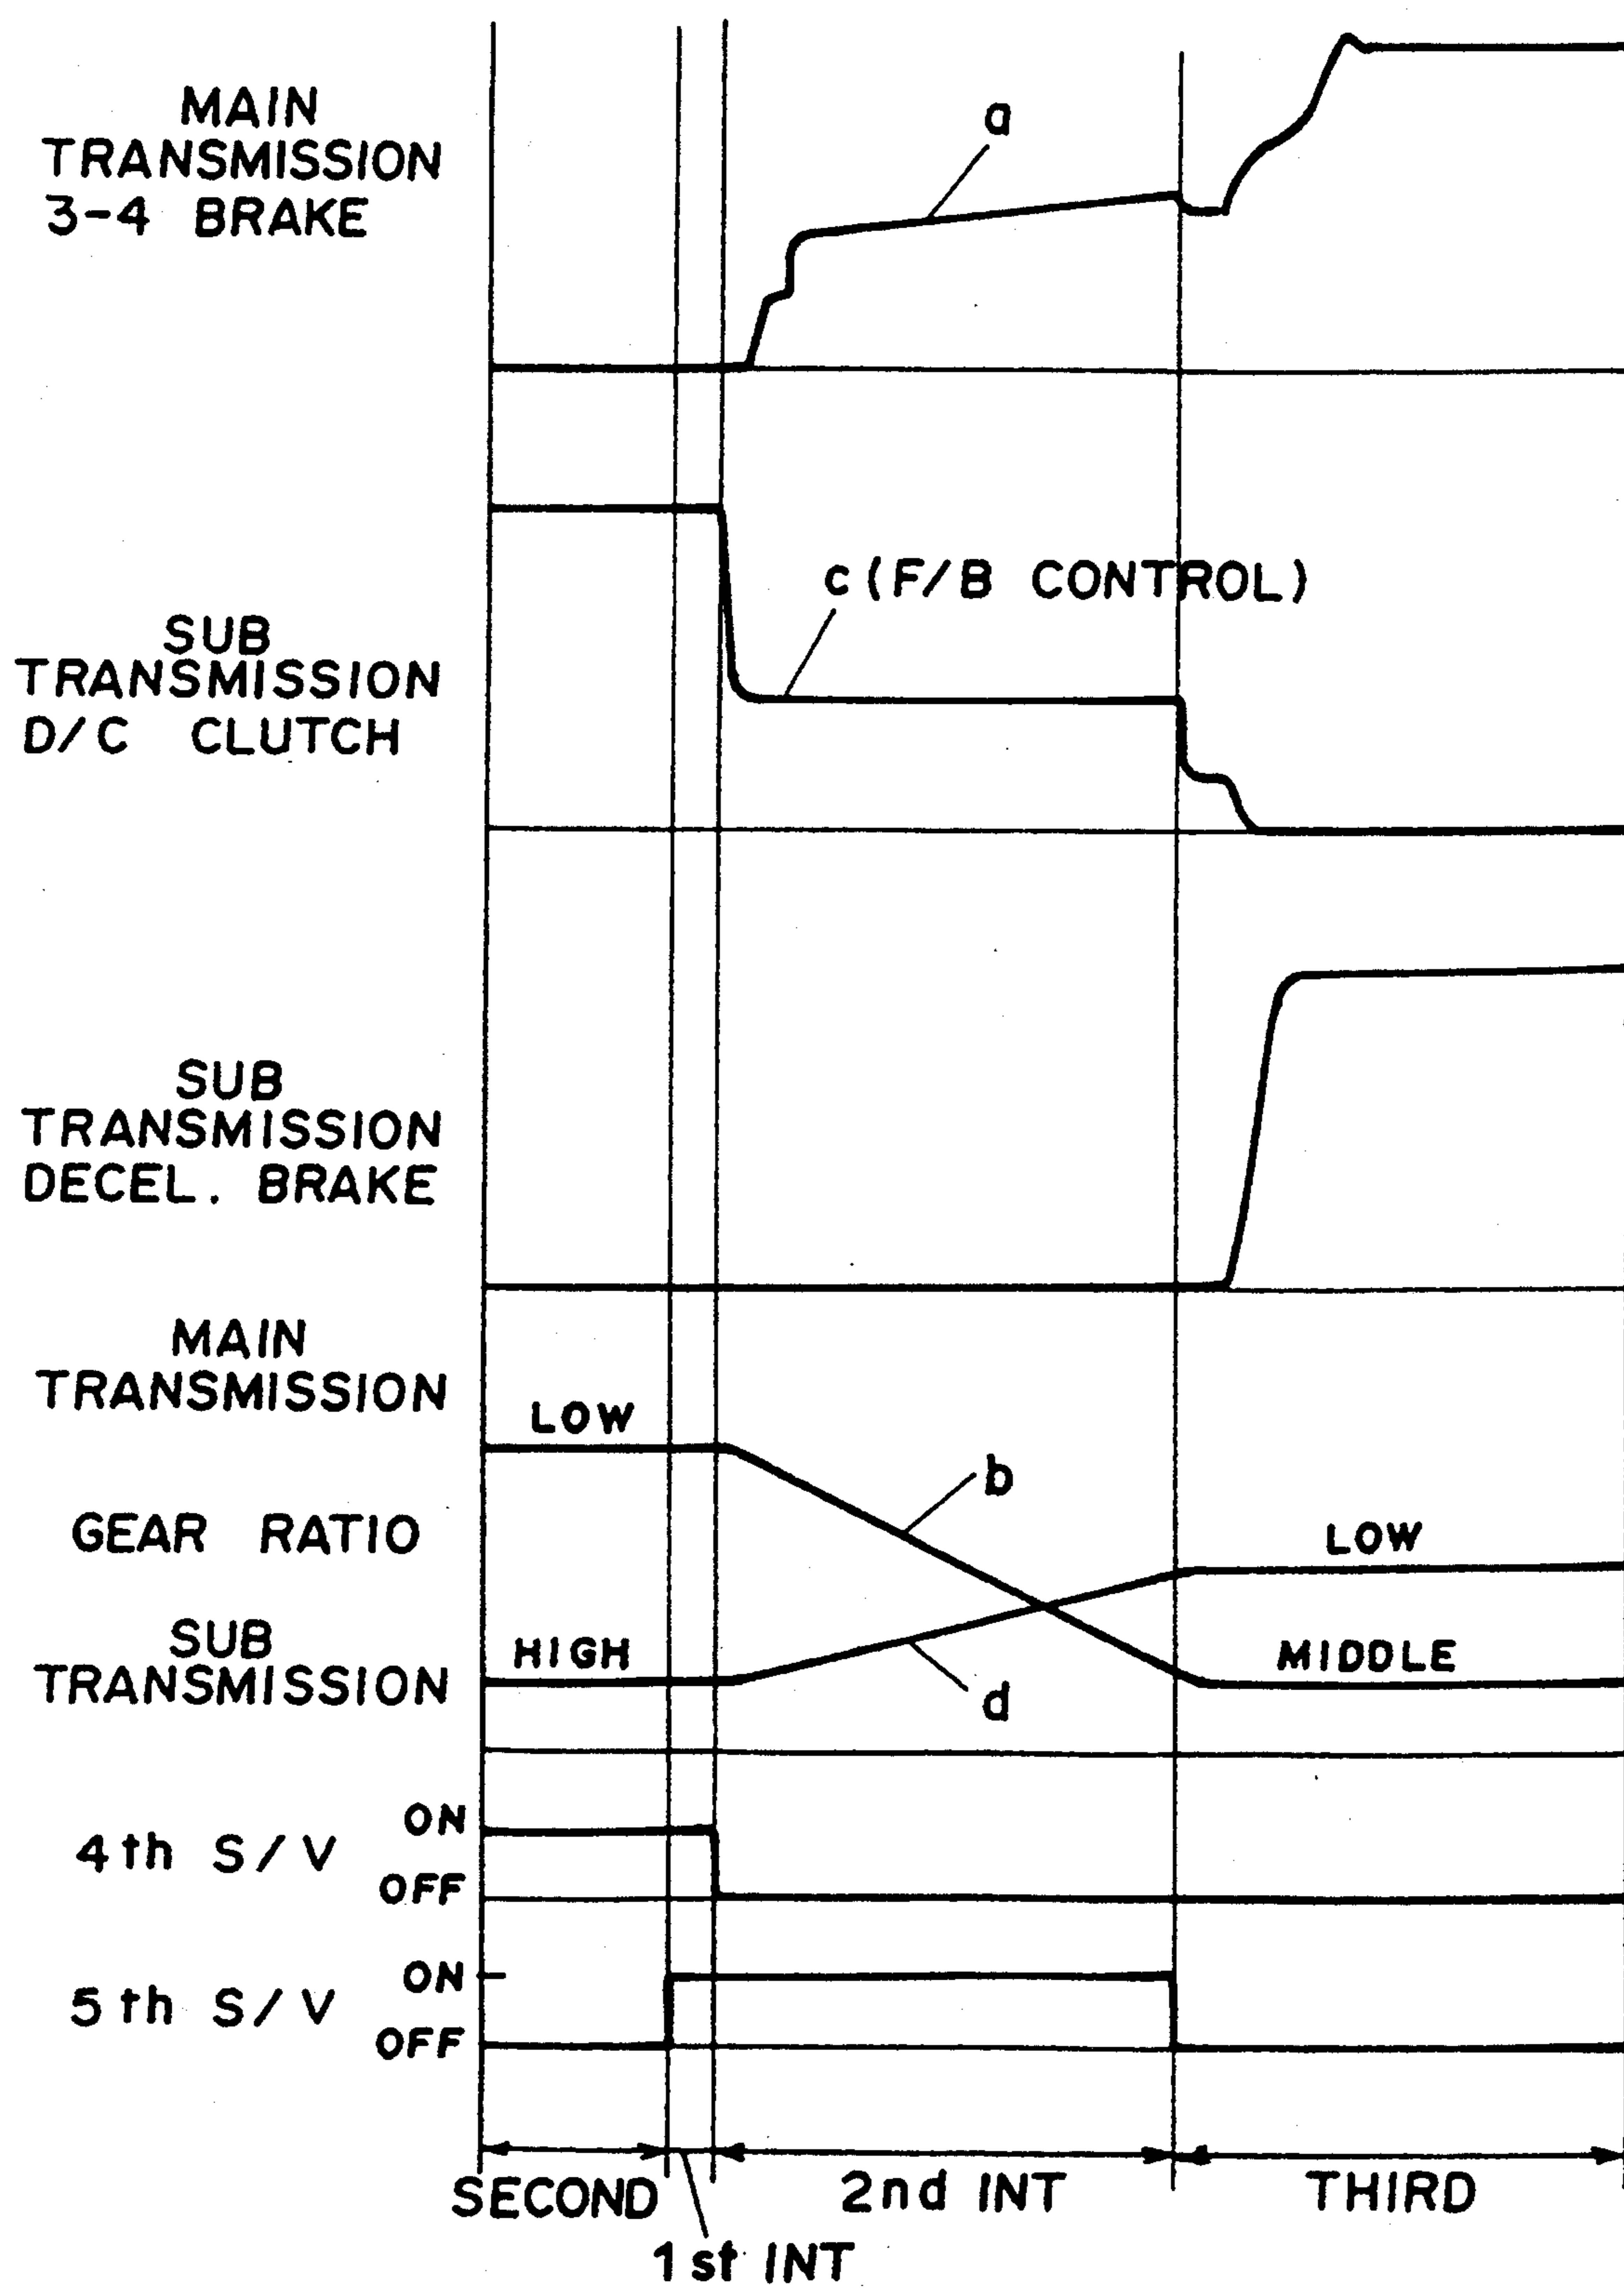 MAIN
TRANSMISSION
3-4 BRAKE
a
c (F/B CONTROL)
SUB
TRANSMISSION
D/C CLUTCH
SUB
TRANSMISSION
DECEL. BRAKE
MAIN
TRANSMISSION
LOW
b
GEAR RATIO
LOW
SUB
TRANSMISSION
HIGH
MIDDLE
d
4th S/V
ON
OFF
5th S/V
ON
OFF
SECOND
1st INT
2nd INT
THIRD